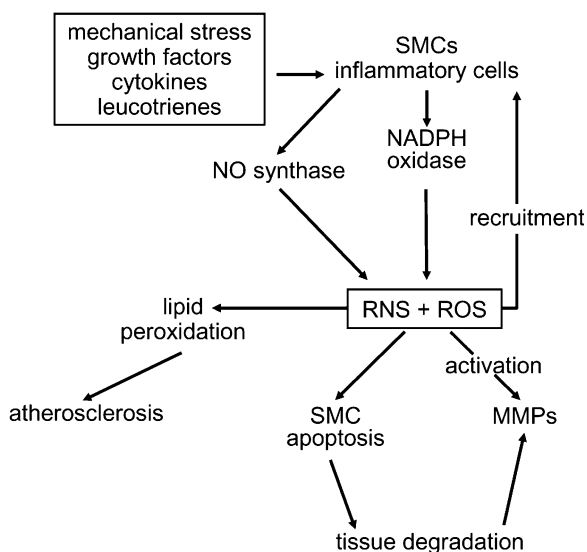 mechanical stress
growth factors
cytokines
leucotrienes
SMCs
inflammatory cells
NO synthase
NADPH
oxidase
recruitment
RNS + ROS
lipid
peroxidation
activation
atherosclerosis
SMC
apoptosis
MMPs
tissue degradation